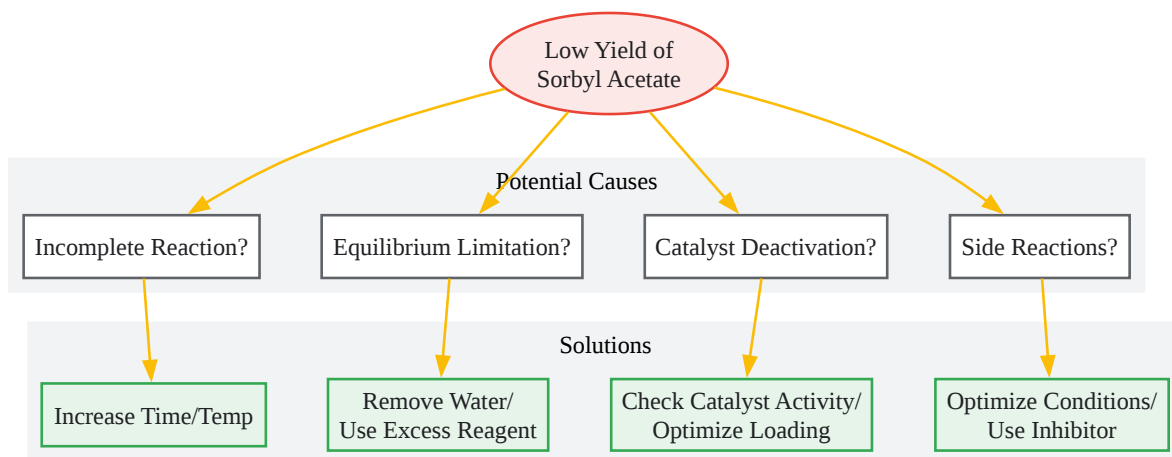 Low Yield of
Sorbyl Acetate
Potential Causes
Incomplete Reaction?
Equilibrium Limitation?
Catalyst Deactivation?
Side Reactions?
Solutions
Increase Time/Temp
Remove Water/
Use Excess Reagent
Check Catalyst Activity/
Optimize Loading
Optimize Conditions/
Use Inhibitor